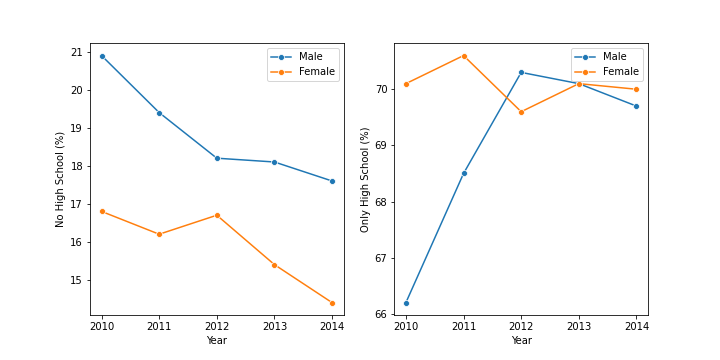 21
20
19
18
17
16
15
No High School (%)
2010 2011 2012 2013 2014
Year
Male
Female
70
69
68
67
66
Only High School (%)
2010 2011 2012 2013 2014
Year
Male
Female